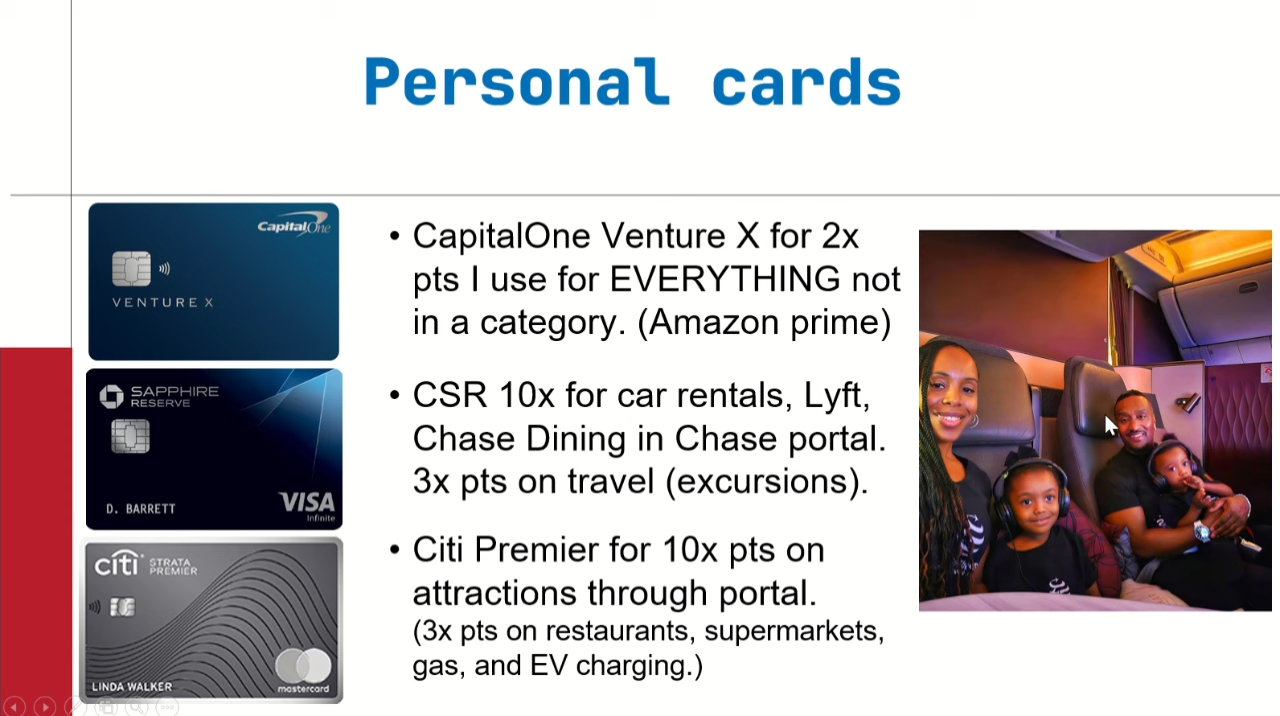 Personal cards
CapitalOne
VENTURE X
SAPPHIRE
RESERVE
D. BARRETT
VISA
Infinite
citi
STRATA
PREMIER
LINDA WALKER
mastercard
• CapitalOne Venture X for 2x
pts I use for EVERYTHING not
in a category. (Amazon prime)
• CSR 10x for car rentals, Lyft,
Chase Dining in Chase portal.
3x pts on travel (excursions).
• Citi Premier for 10x pts on
attractions through portal.
(3x pts on restaurants, supermarkets,
gas, and EV charging.)